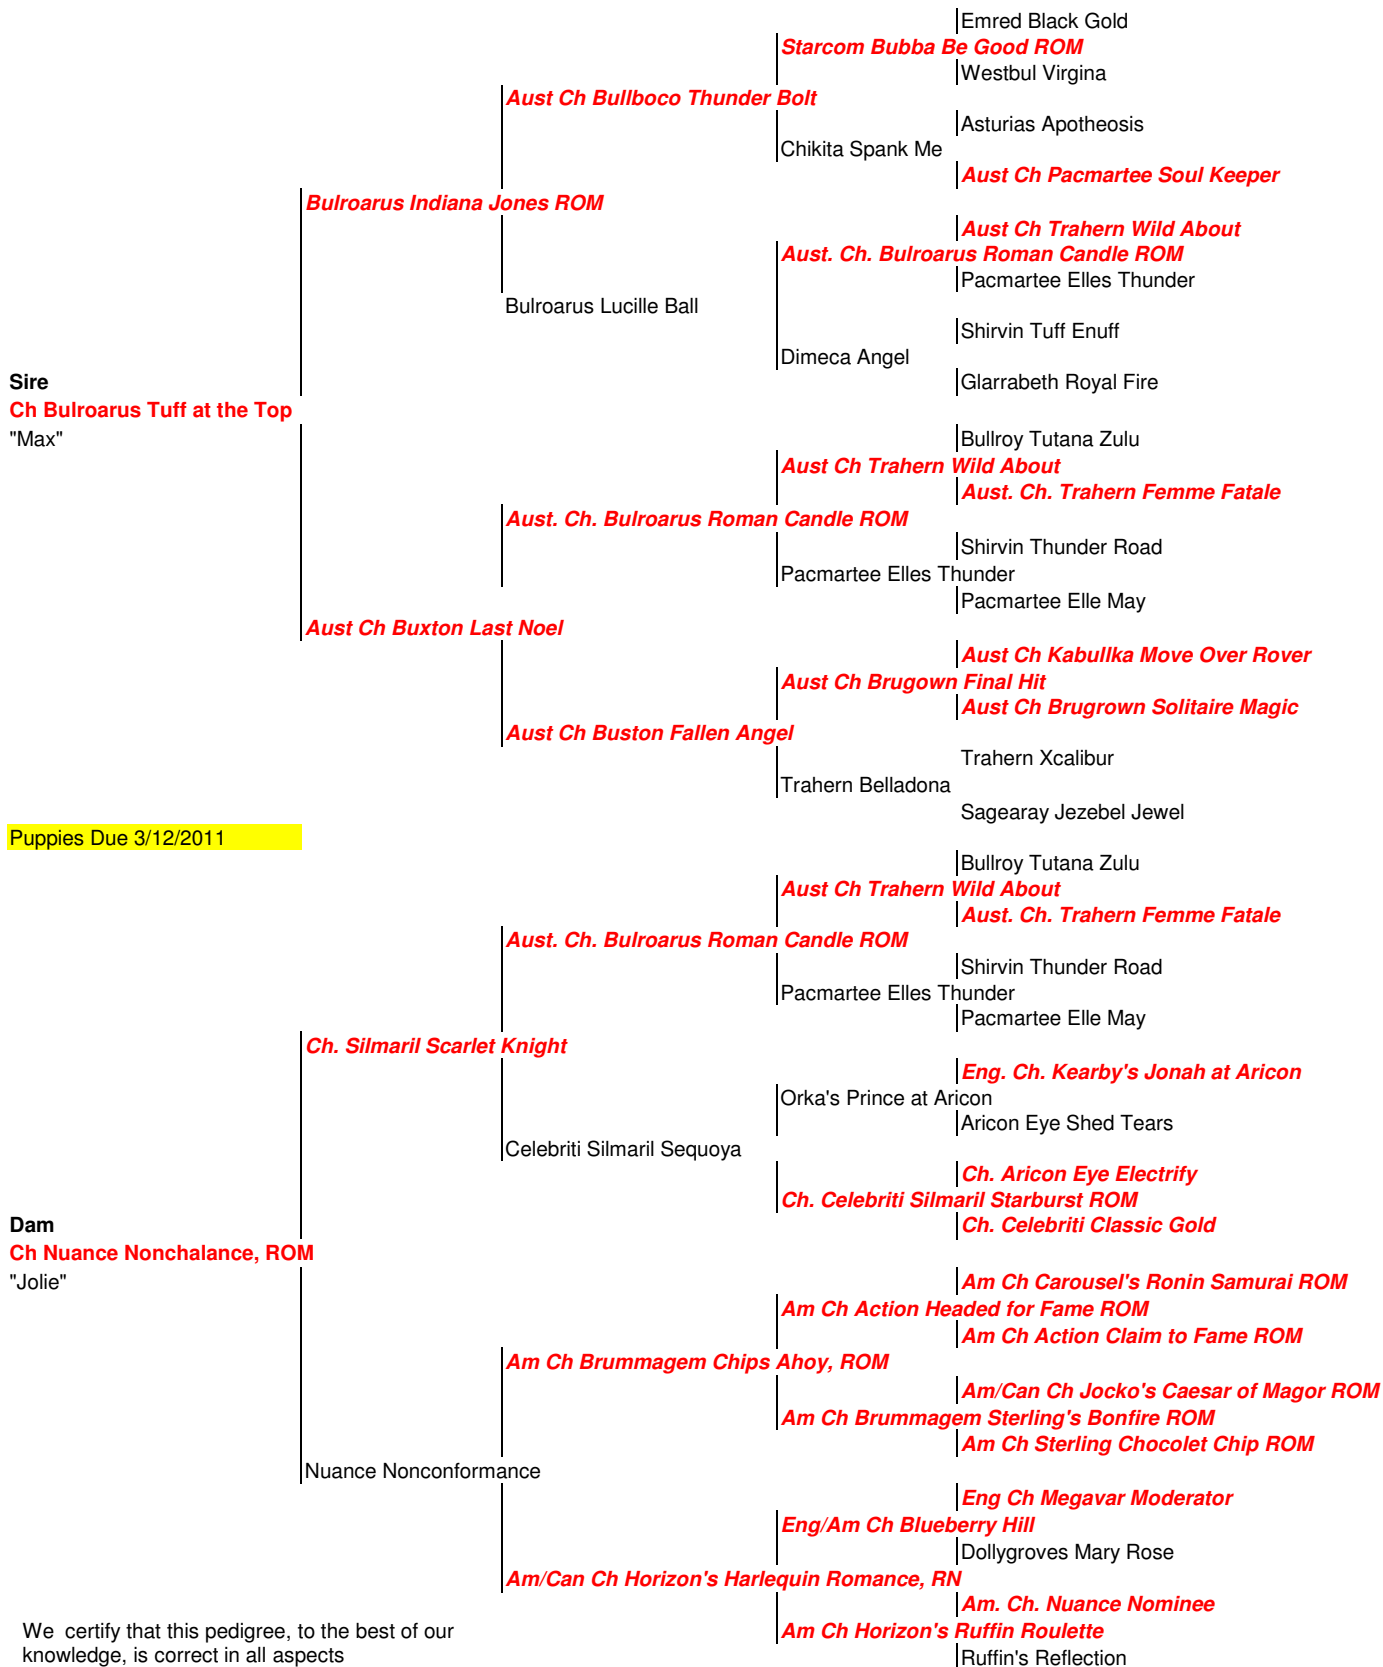 Emred Black Gold
Starcom Bubba Be Good ROM
Westbul Virgina
Aust Ch Bullboco Thunder Bolt
Asturias Apotheosis
Chikita Spank Me
Aust Ch Pacmartee Soul Keeper
Bulroarus Indiana Jones ROM
Aust Ch Trahern Wild About
Aust. Ch. Bulroarus Roman Candle ROM
Pacmartee Elles Thunder
Bulroarus Lucille Ball
Shirvin Tuff Enuff
Dimeca Angel
Sire
Glarrabeth Royal Fire
Ch Bulroarus Tuff at the Top
"Max"
Bullroy Tutana Zulu
Aust Ch Trahern Wild About
Aust. Ch. Trahern Femme Fatale
Aust. Ch. Bulroarus Roman Candle ROM
Shirvin Thunder Road
Pacmartee Elles Thunder
Pacmartee Elle May
Aust Ch Buxton Last Noel
Aust Ch Kabullka Move Over Rover
Aust Ch Brugown Final Hit
Aust Ch Brugrown Solitaire Magic
Aust Ch Buston Fallen Angel
Trahern Xcalibur
Trahern Belladona
Sagearay Jezebel Jewel
Puppies Due 3/12/2011
Bullroy Tutana Zulu
Aust Ch Trahern Wild About
Aust. Ch. Trahern Femme Fatale
Aust. Ch. Bulroarus Roman Candle ROM
Shirvin Thunder Road
Pacmartee Elles Thunder
Pacmartee Elle May
Ch. Silmaril Scarlet Knight
Eng. Ch. Kearby's Jonah at Aricon
Orka's Prince at Aricon
Aricon Eye Shed Tears
Celebriti Silmaril Sequoya
Ch. Aricon Eye Electrify
Ch. Celebriti Silmaril Starburst ROM
Dam
Ch. Celebriti Classic Gold
Ch Nuance Nonchalance, ROM
"Jolie"
Am Ch Carousel's Ronin Samurai ROM
Am Ch Action Headed for Fame ROM
Am Ch Action Claim to Fame ROM
Am Ch Brummagem Chips Ahoy, ROM
Am/Can Ch Jocko's Caesar of Magor ROM
Am Ch Brummagem Sterling's Bonfire ROM
Am Ch Sterling Chocolet Chip ROM
Nuance Nonconformance
Eng Ch Megavar Moderator
Eng/Am Ch Blueberry Hill
Dollygroves Mary Rose
Am/Can Ch Horizon's Harlequin Romance, RN
Am. Ch. Nuance Nominee
Am Ch Horizon's Ruffin Roulette
Ruffin's Reflection
We certify that this pedigree, to the best of our
knowledge, is correct in all aspects